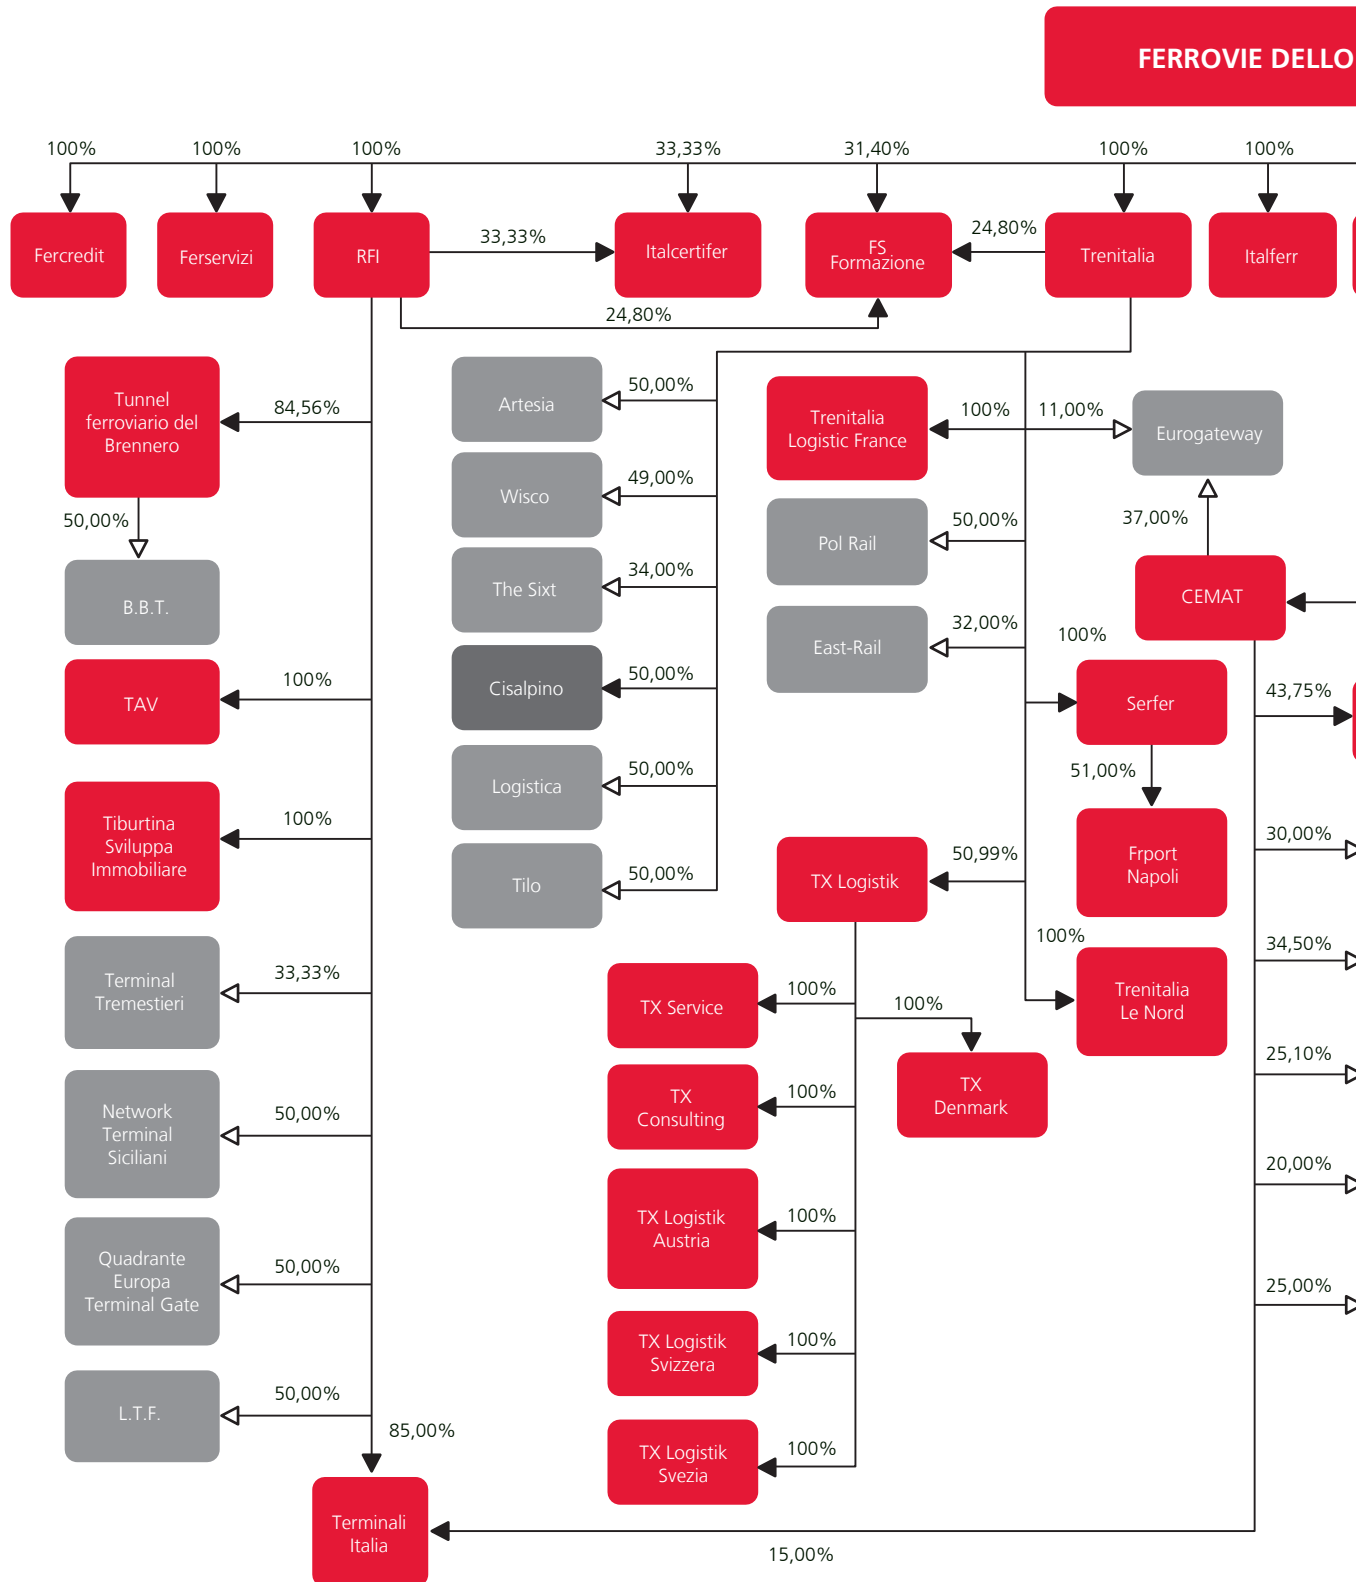 FERROVIE DELLO
100%
100%
100%
33,33%
31,40%
100%
100%
Fercredit
Ferservizi
RFI
33,33%
Italcertifer
FS
Formazione
24,80%
Trenitalia
Italferr
24,80%
Tunnel
ferroviario del
Brennero
84,56%
50,00%
B.B.T.
TAV
100%
Tiburtina
Sviluppa
Immobiliare
100%
Terminal
Tremestieri
33,33%
Network
Terminal
Siciliani
50,00%
Quadrante
Europa
Terminal Gate
50,00%
L.T.F.
50,00%
85,00%
Terminali
Italia
15,00%
Artesia
50,00%
Wisco
49,00%
The Sixt
34,00%
Cisalpino
50,00%
Logistica
50,00%
Tilo
50,00%
Trenitalia
Logistic France
100%
11,00%
Eurogateway
37,00%
Pol Rail
50,00%
CEMAT
East-Rail
32,00%
100%
Serfer
51,00%
Frport
Napoli
TX Logistik
50,99%
100%
Trenitalia
Le Nord
TX Service
100%
100%
TX
Denmark
TX
Consulting
100%
TX Logistik
Austria
100%
TX Logistik
Svizzera
100%
TX Logistik
Svezia
100%
43,75%
30,00%
34,50%
25,10%
20,00%
25,00%